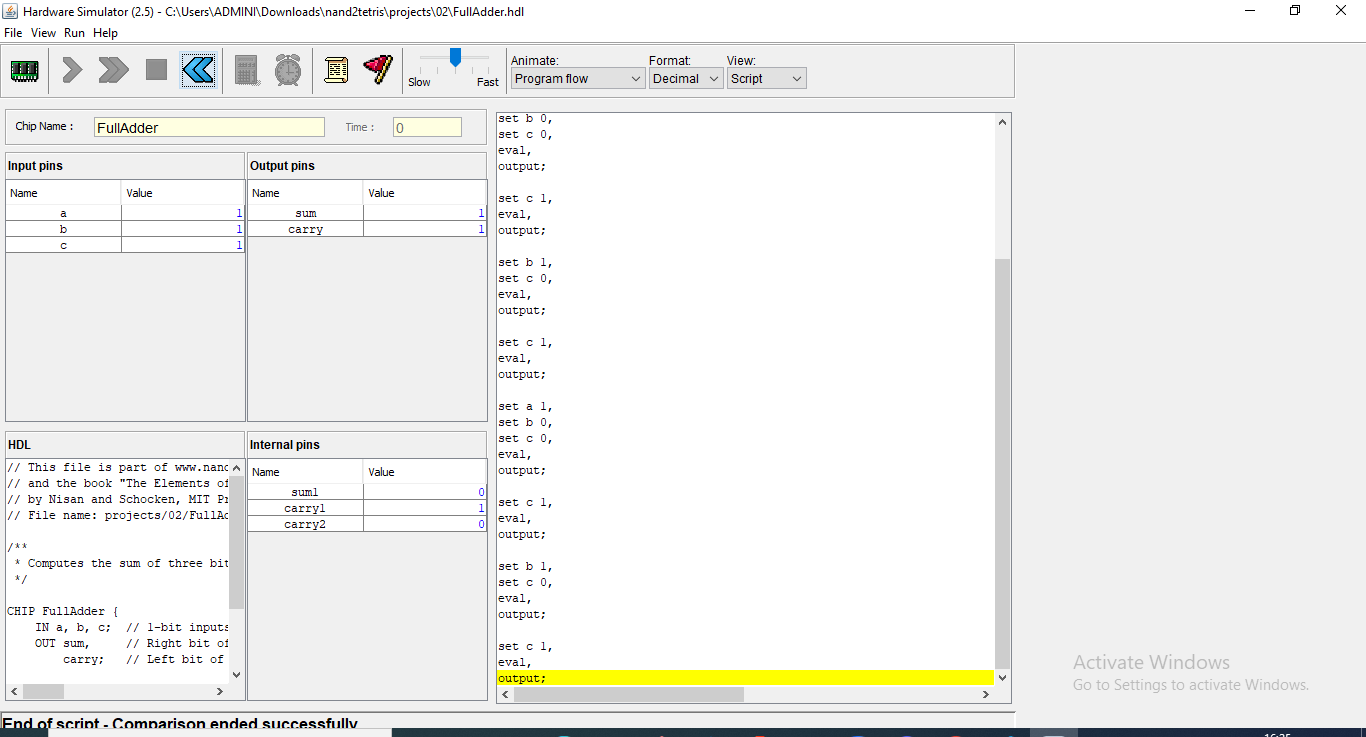 Hardware Simulator (2.5) - C:\Users\ADMINI\Downloads\nand2tetris\projects\02\FullAdder.hdl
File View Run Help
Slow Fast
Animate: Format: View:
Program flow Decimal Script
Chip Name : FullAdder Time : 0
Input pins
Name Value
a 1
b 1
c 1
Output pins
Name Value
sum 1
carry 1
HDL
// This file is part of www.nand
// and the book "The Elements of
// by Nisan and Schocken, MIT Pr
// File name: projects/02/FullAd
/**
* Computes the sum of three bit
*/
CHIP FullAdder {
IN a, b, c; // 1-bit inputs
OUT sum, // Right bit of
carry; // Left bit of
Internal pins
Name Value
sum1 0
carry1 1
carry2 0
set b 0,
set c 0,
eval,
output;
set c 1,
eval,
output;
set b 1,
set c 0,
eval,
output;
set c 1,
eval,
output;
set a 1,
set b 0,
set c 0,
eval,
output;
set c 1,
eval,
output;
set b 1,
set c 0,
eval,
output;
set c 1,
eval,
output;
End of script - Comparison ended successfully
Activate Windows
Go to Settings to activate Windows.